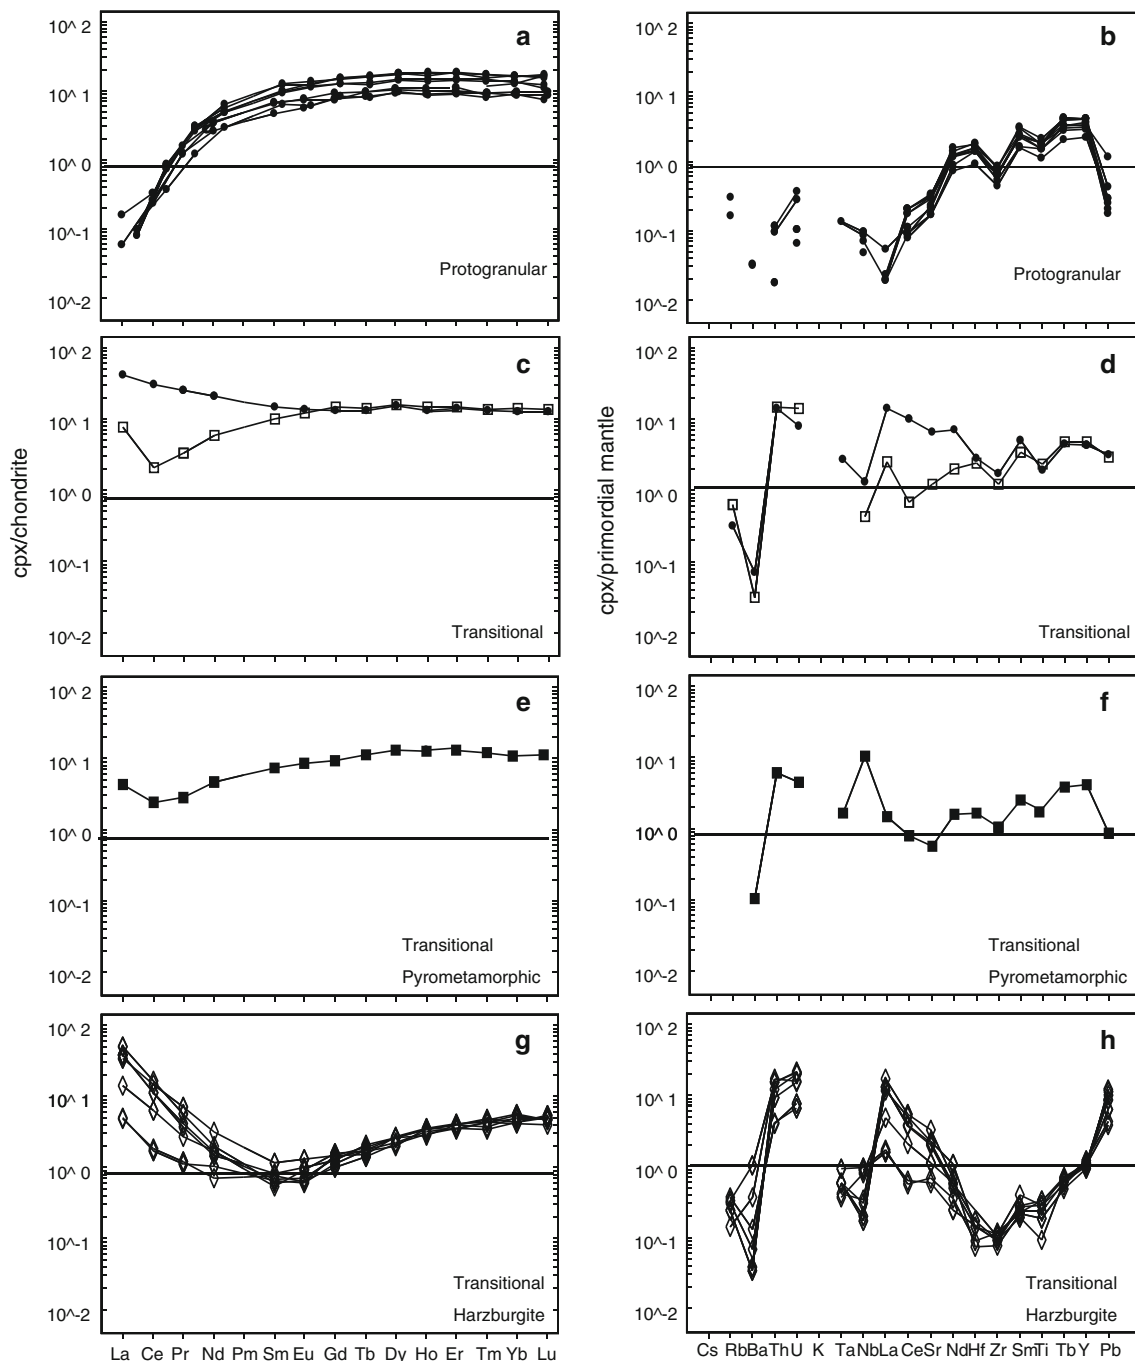 10^ 2
a
10^ 1
10^ 0
10^-1
10^-2
Protogranular
10^ 2
b
10^ 1
10^ 0
10^-1
10^-2
Protogranular
10^ 2
c
10^ 1
10^ 0
10^-1
10^-2
Transitional
cpx/chondrite
10^ 2
d
10^ 1
10^ 0
10^-1
10^-2
Transitional
cpx/primordial mantle
10^ 2
e
10^ 1
10^ 0
10^-1
10^-2
Transitional
Pyrometamorphic
10^ 2
f
10^ 1
10^ 0
10^-1
10^-2
Transitional
Pyrometamorphic
10^ 2
g
10^ 1
10^ 0
10^-1
10^-2
Transitional
Harzburgite
La Ce Pr Nd Pm Sm Eu Gd Tb Dy Ho Er Tm Yb Lu
10^ 2
h
10^ 1
10^ 0
10^-1
10^-2
Transitional
Harzburgite
Cs Rb Ba Th U K Ta Nb La Ce Sr Nd Hf Zr Sm Ti Tb Y Pb